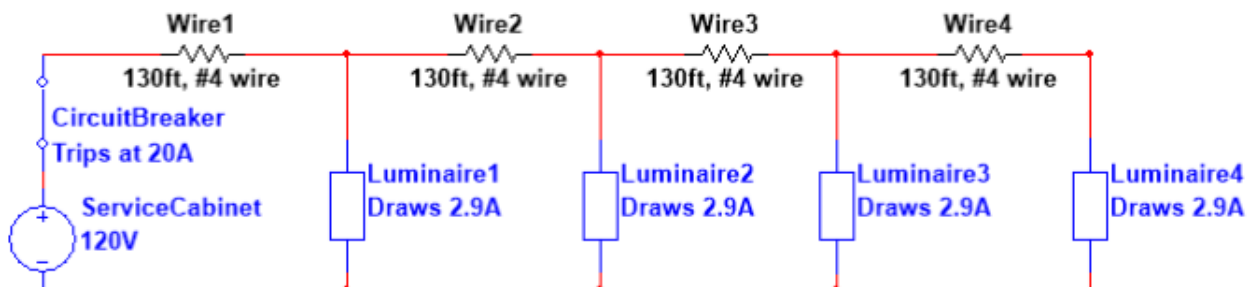 Wire1
Wire2
Wire3
Wire4
130ft, #4 wire
130ft, #4 wire
130ft, #4 wire
130ft, #4 wire
CircuitBreaker
Trips at 20A
ServiceCabinet
120V
Luminaire1
Draws 2.9A
Luminaire2
Draws 2.9A
Luminaire3
Draws 2.9A
Luminaire4
Draws 2.9A